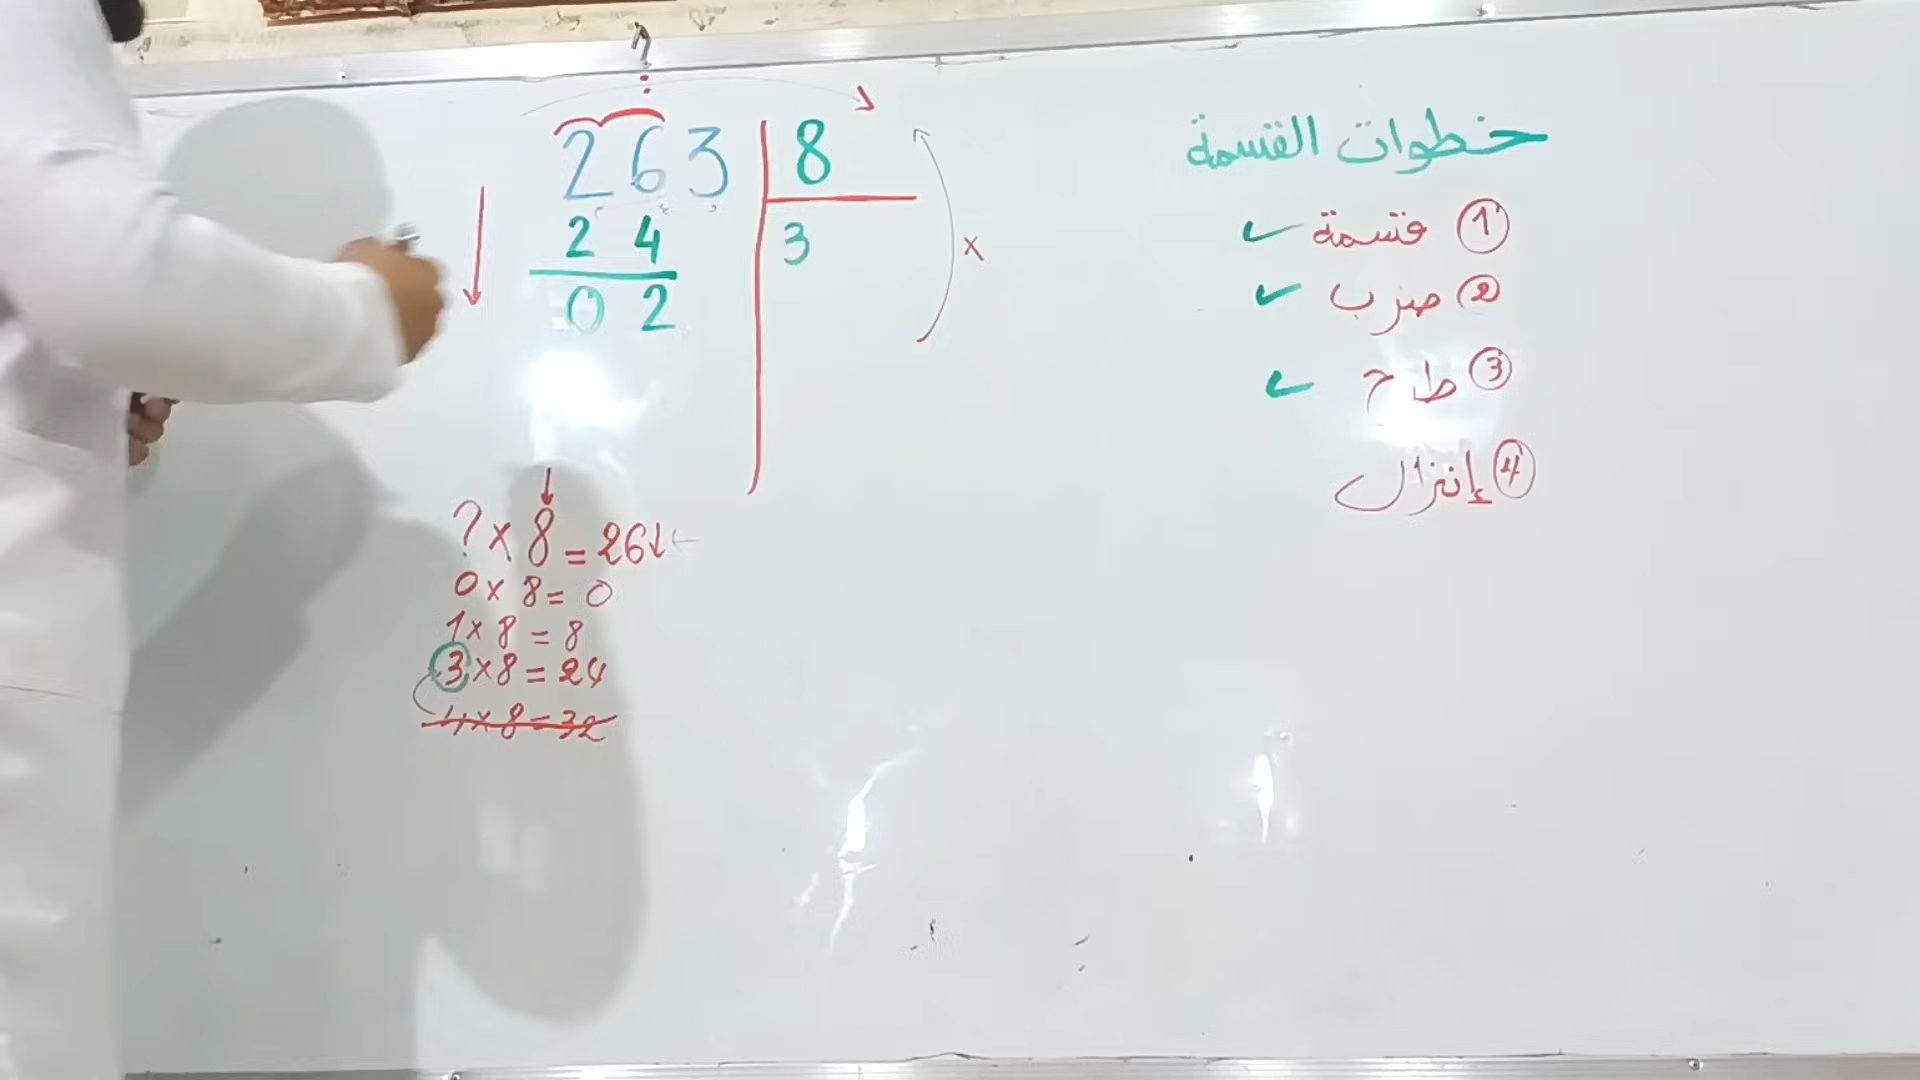 ?
263 8
24 3
02
×
? × 8 = 26↓
0 × 8 = 0
1 × 8 = 8
3 × 8 = 24
4 × 8 = 32
خطوات القسمة
① قسمة ✓
② ضرب ✓
③ طرح ✓
④ إنزال